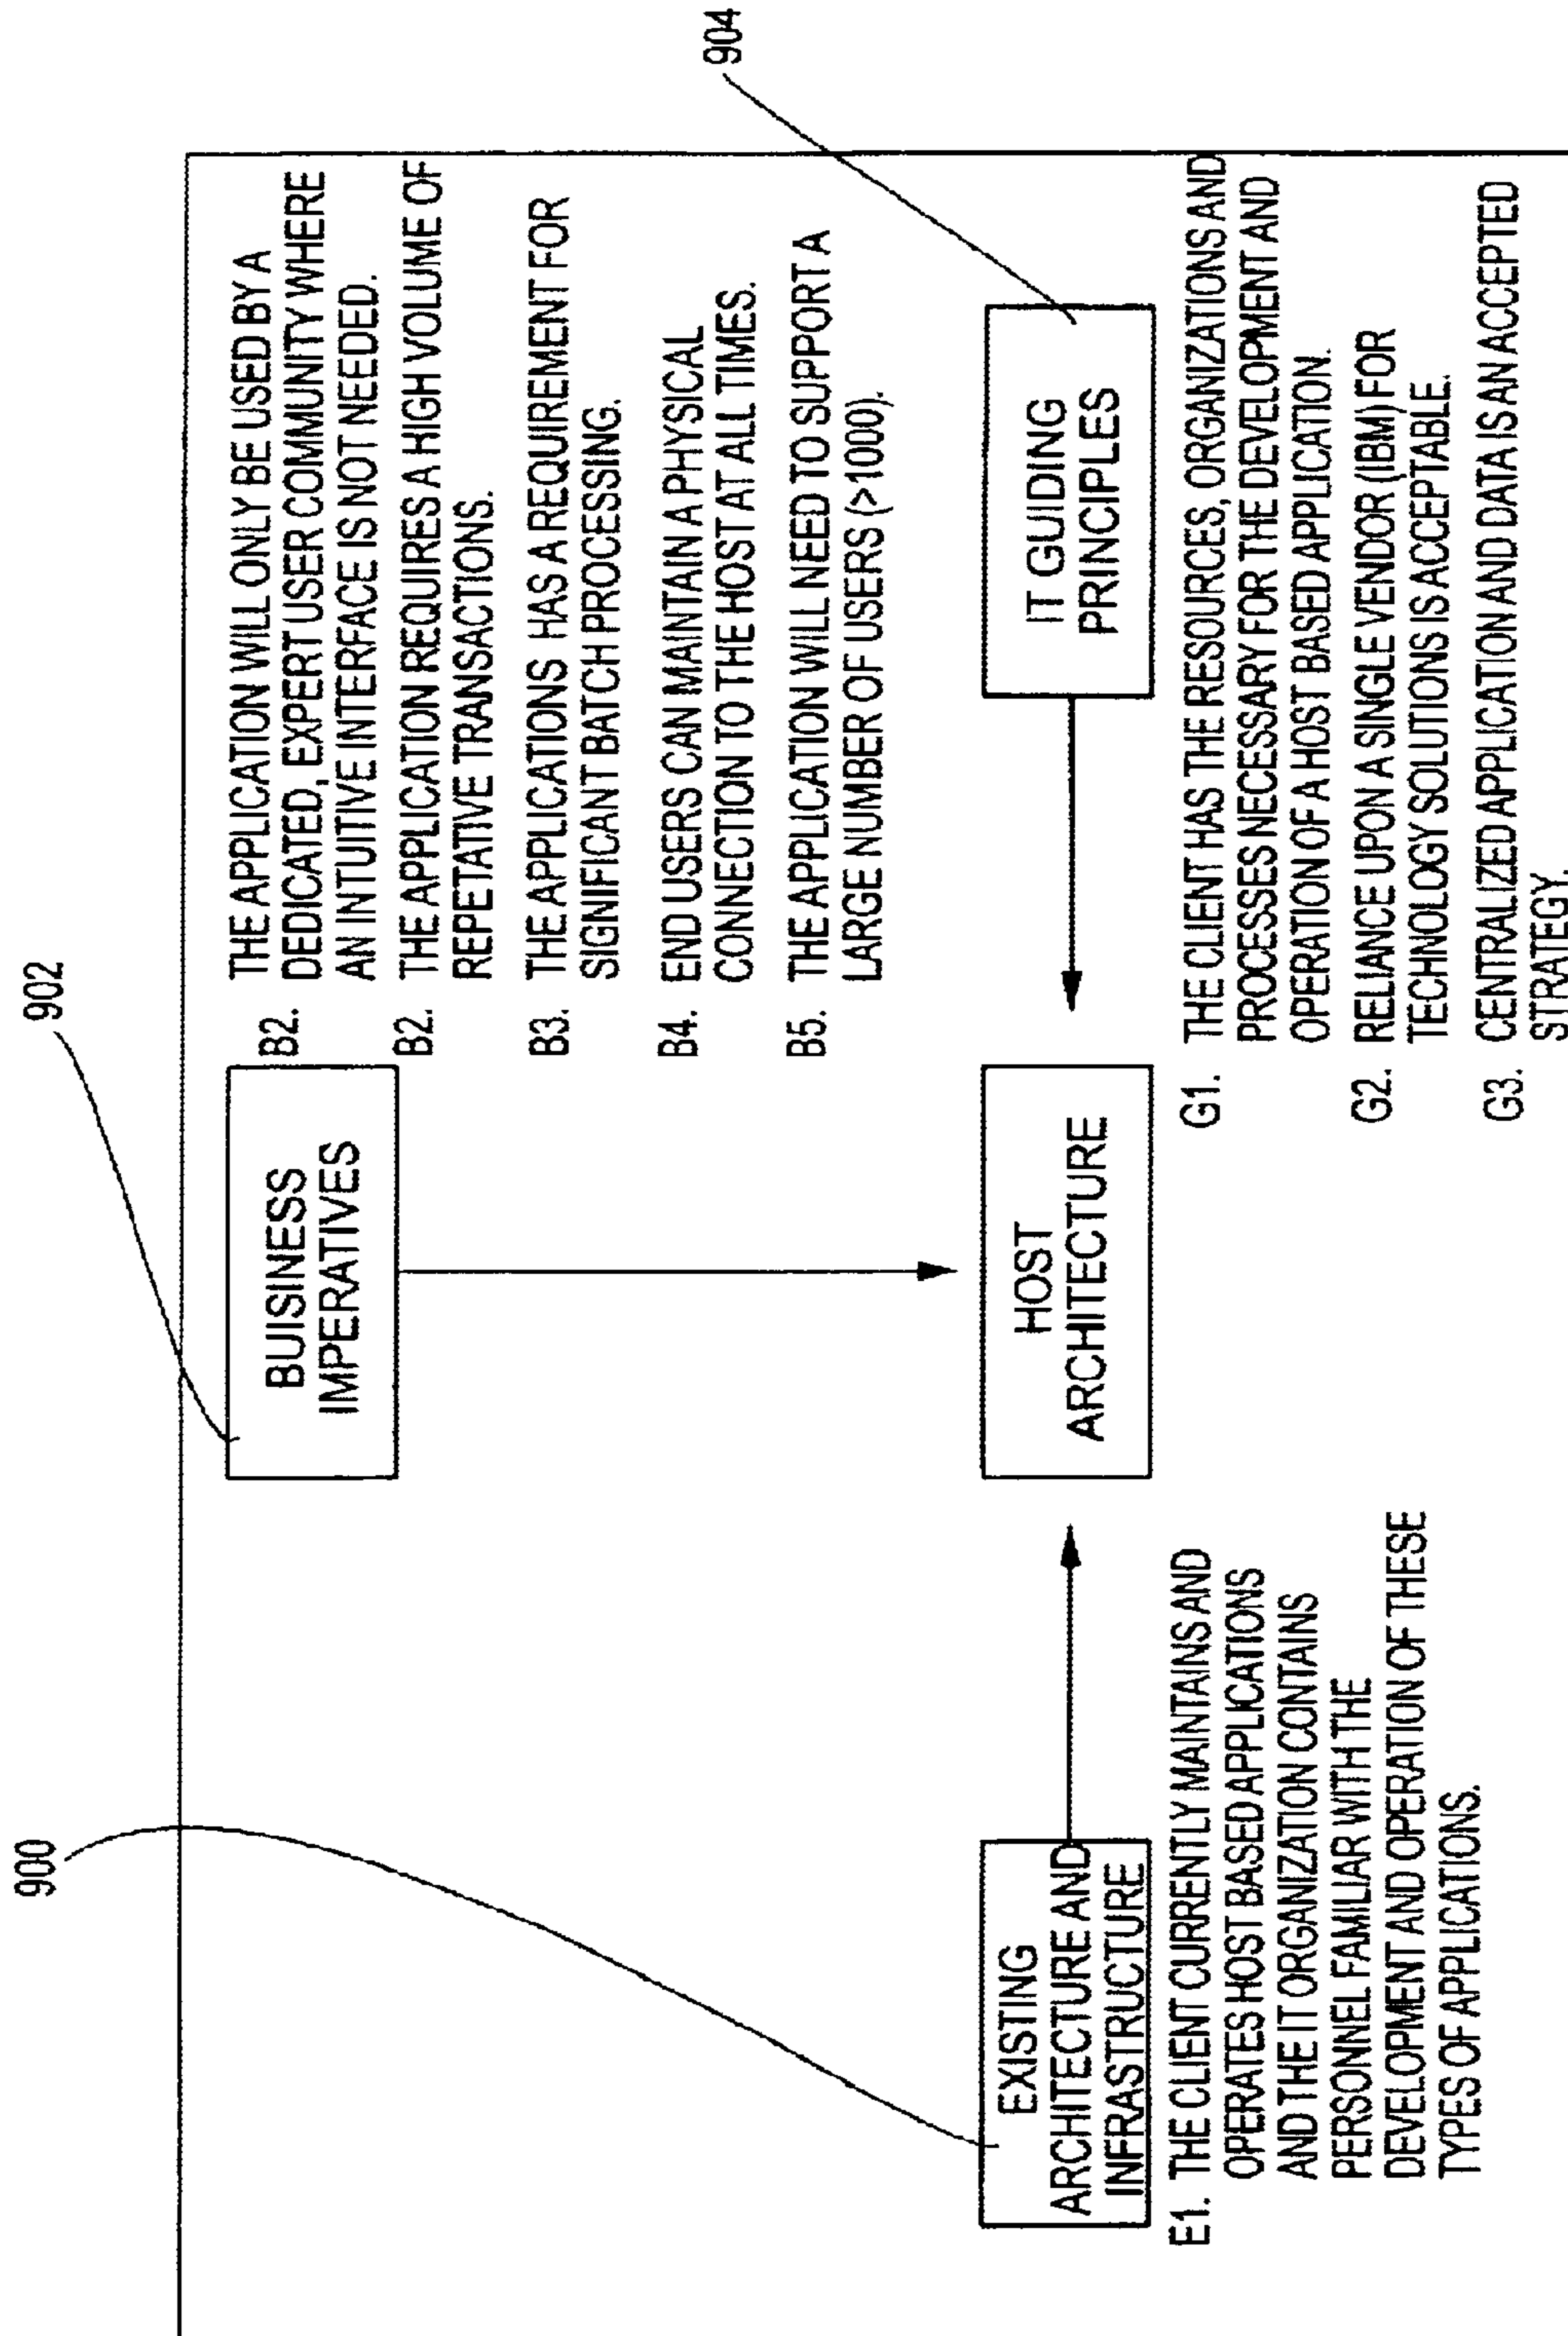 900
902
904
BUISINESS
IMPERATIVES
B2. THE APPLICATION WILL ONLY BE USED BY A
DEDICATED, EXPERT USER COMMUNITY WHERE
AN INTUITIVE INTERFACE IS NOT NEEDED.
B2. THE APPLICATION REQUIRES A HIGH VOLUME OF
REPETATIVE TRANSACTIONS.
B3. THE APPLICATIONS HAS A REQUIREMENT FOR
SIGNIFICANT BATCH PROCESSING.
B4. END USERS CAN MAINTAIN A PHYSICAL
CONNECTION TO THE HOST AT ALL TIMES.
B5. THE APPLICATION WILL NEED TO SUPPORT A
LARGE NUMBER OF USERS (>1000).
EXISTING
ARCHITECTURE AND
INFRASTRUCTURE
HOST
ARCHITECTURE
IT GUIDING
PRINCIPLES
E1. THE CLIENT CURRENTLY MAINTAINS AND
OPERATES HOST BASED APPLICATIONS
AND THE IT ORGANIZATION CONTAINS
PERSONNEL FAMILIAR WITH THE
DEVELOPMENT AND OPERATION OF THESE
TYPES OF APPLICATIONS.
G1. THE CLIENT HAS THE RESOURCES, ORGANIZATIONS AND
PROCESSES NECESSARY FOR THE DEVELOPMENT AND
OPERATION OF A HOST BASED APPLICATION.
G2. RELIANCE UPON A SINGLE VENDOR (IBM) FOR
TECHNOLOGY SOLUTIONS IS ACCEPTABLE.
G3. CENTRALIZED APPLICATION AND DATA IS AN ACCEPTED
STRATEGY.